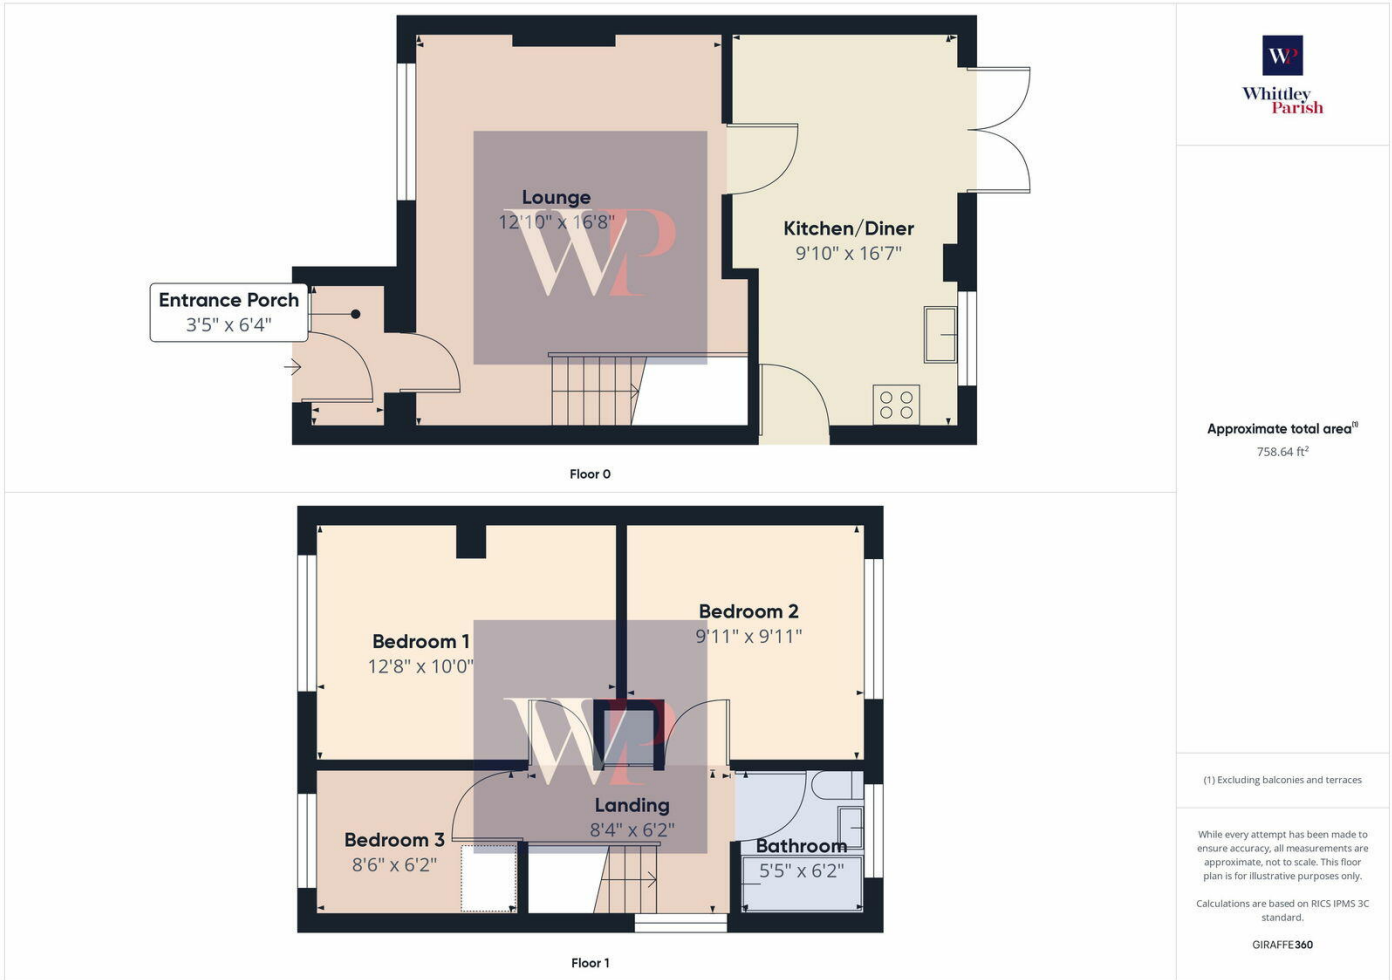 Lounge
12'10" x 16'8"
WP
Kitchen/Diner
9'10" x 16'7"
Entrance Porch
3'5" x 6'4"
Floor 0
Bedroom 1
12'8" x 10'0"
Bedroom 2
9'11" x 9'11"
WP
Landing
8'4" x 6'2"
Bedroom 3
8'6" x 6'2"
Bathroom
5'5" x 6'2"
Floor 1
WP
Whittley
Parish
Approximate total area(1)
758.64 ft²
(1) Excluding balconies and terraces
While every attempt has been made to
ensure accuracy, all measurements are
approximate, not to scale. This floor
plan is for illustrative purposes only.
Calculations are based on RICS IPMS 3C
standard.
GIRAFFE360